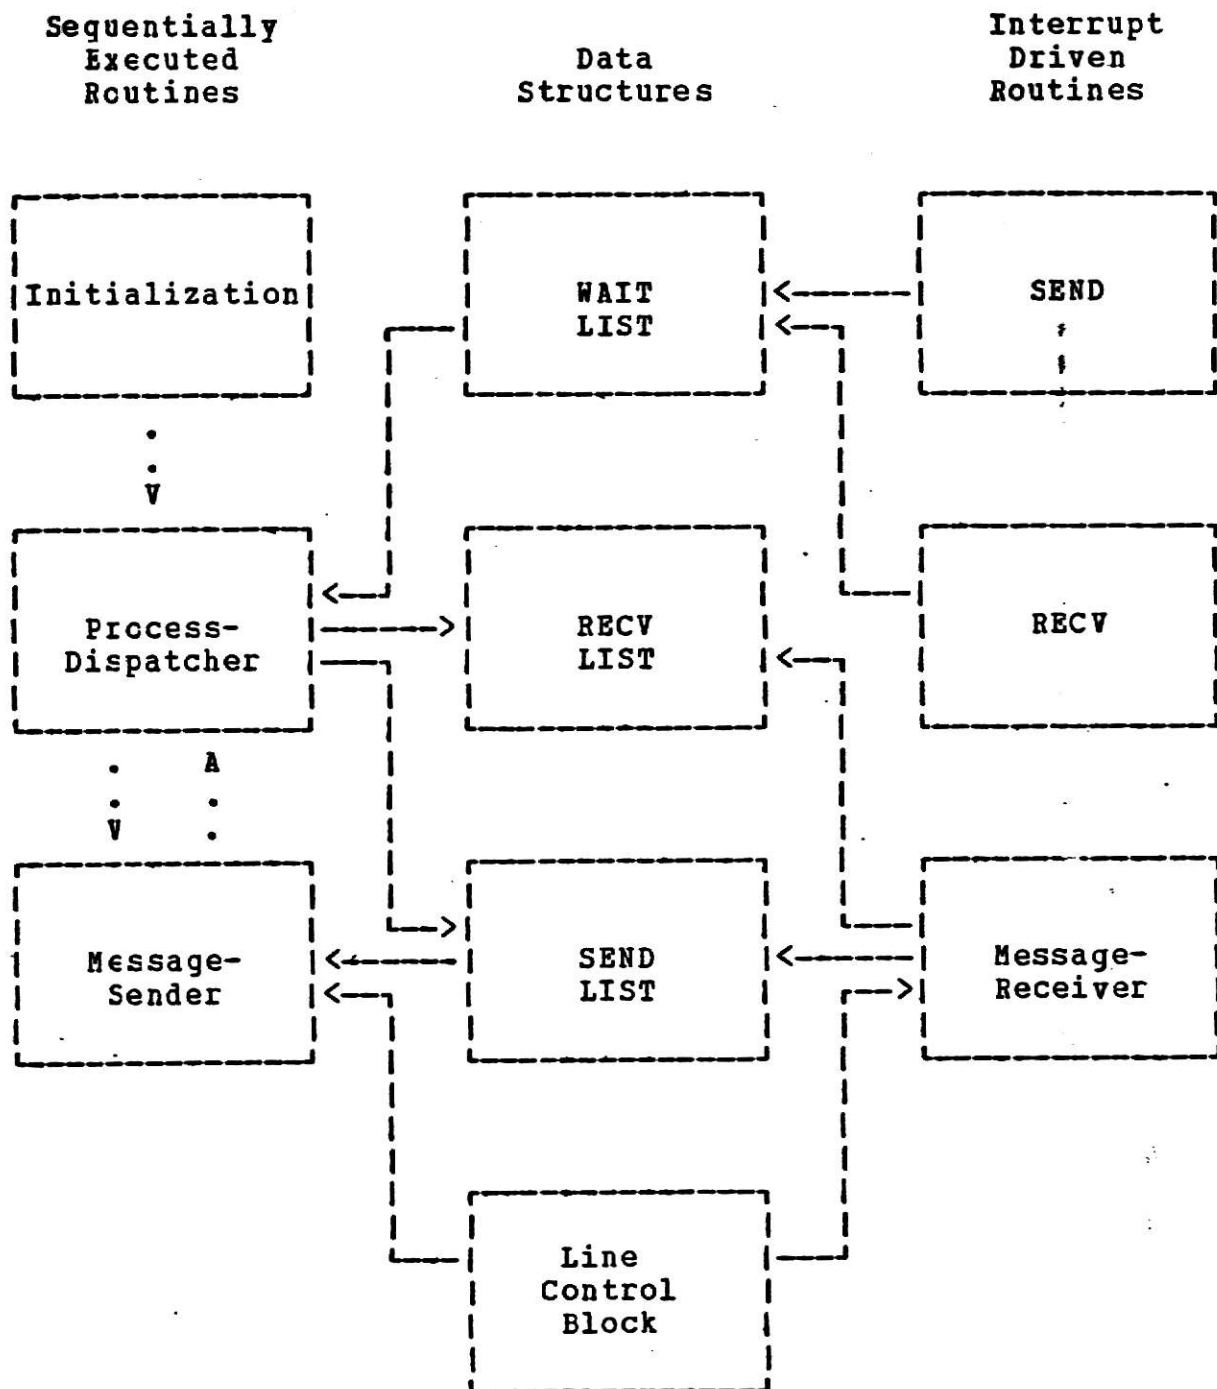 Sequentially
Executed
Routines
Data
Structures
Interrupt
Driven
Routines
Initialization
WAIT
LIST
SEND
Process-
Dispatcher
RECV
LIST
RECV
Message-
Sender
SEND
LIST
Message-
Receiver
Line
Control
Block